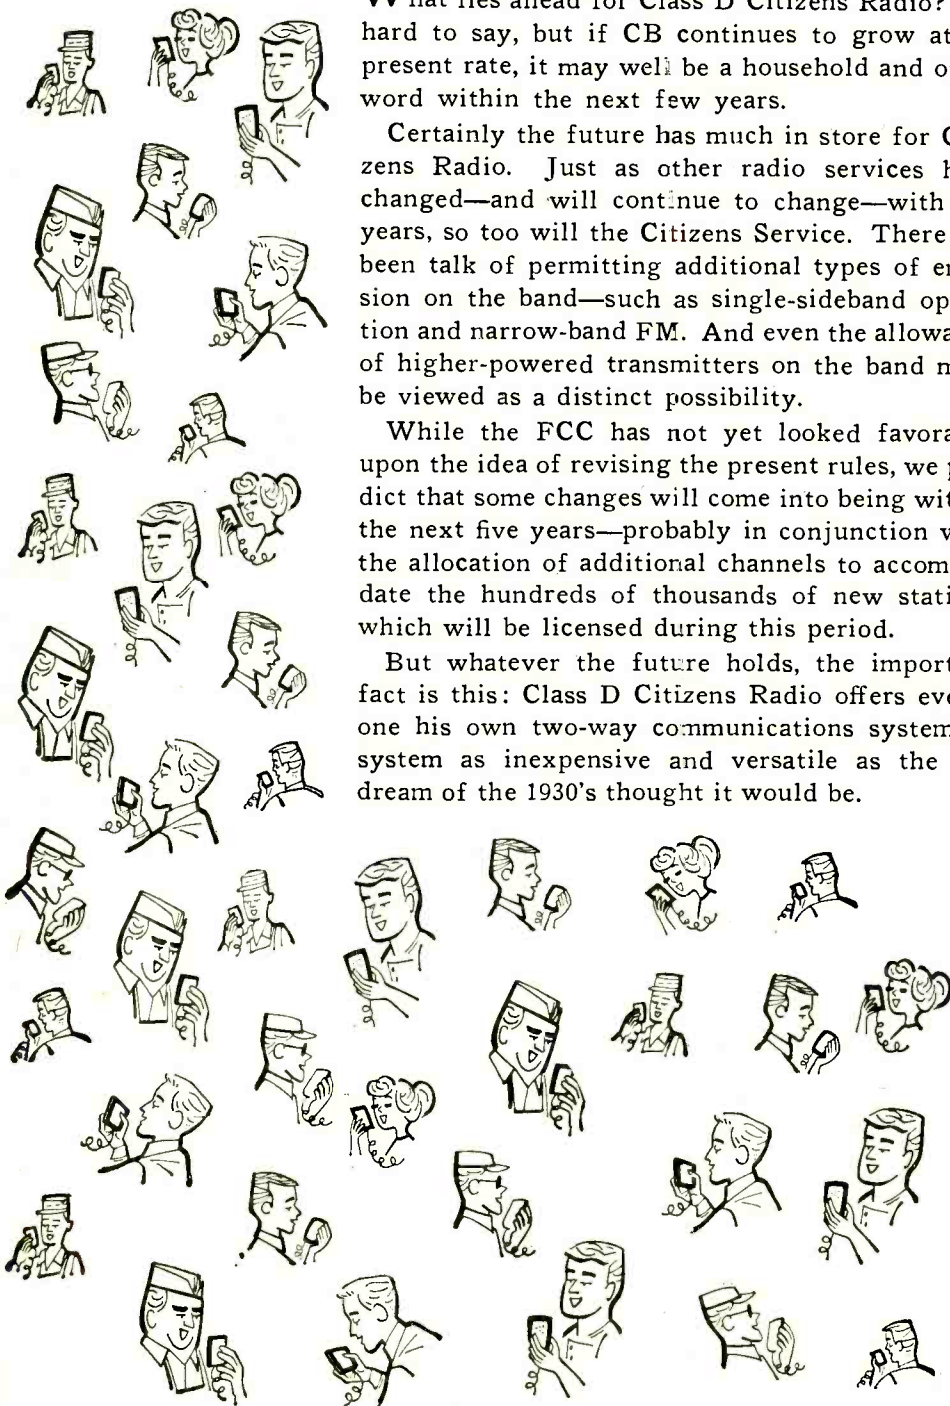 What lies ahead for Class D Citizens Radio?
hard to say, but if CB continues to grow at
present rate, it may well be a household and o
word within the next few years.
Certainly the future has much in store for C
zens Radio. Just as other radio services h
changed—and will continue to change—with
years, so too will the Citizens Service. There
been talk of permitting additional types of em
sion on the band—such as single-sideband op
tion and narrow-band FM. And even the allowa
of higher-powered transmitters on the band m
be viewed as a distinct possibility.
While the FCC has not yet looked favora
upon the idea of revising the present rules, we p
dict that some changes will come into being wit
the next five years—probably in conjunction w
the allocation of additional channels to accom
date the hundreds of thousands of new stati
which will be licensed during this period.
But whatever the future holds, the import
fact is this: Class D Citizens Radio offers eve
one his own two-way communications system
system as inexpensive and versatile as the
dream of the 1930's thought it would be.